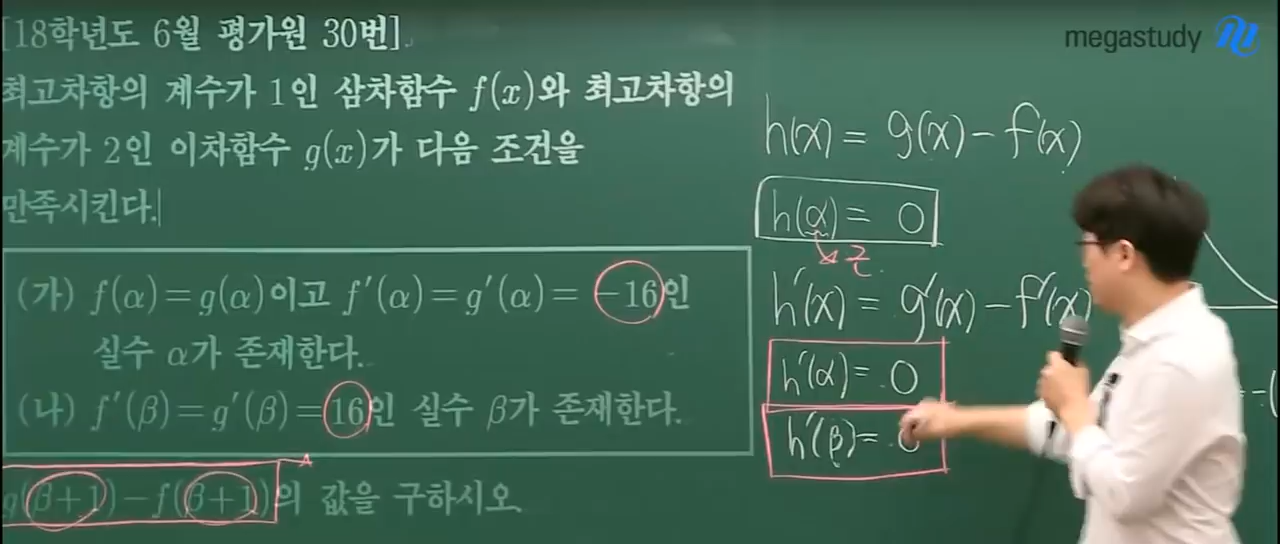 [18학년도 6월 평가원 30번]
최고차항의 계수가 1인 삼차함수 f(x)와 최고차항의
계수가 2인 이차함수 g(x)가 다음 조건을
만족시킨다.
(가) f(α)=g(α)이고 f′(α)=g′(α)= -16인
실수 α가 존재한다.
(나) f′(β)=g′(β)=16인 실수 β가 존재한다.
g(β+1)-f(β+1)의 값을 구하시오.
megastudy
h(x) = g(x) - f(x)
h(α) = 0
h′(x) = g′(x) - f′(x)
h′(α) = 0
h′(β) = 0